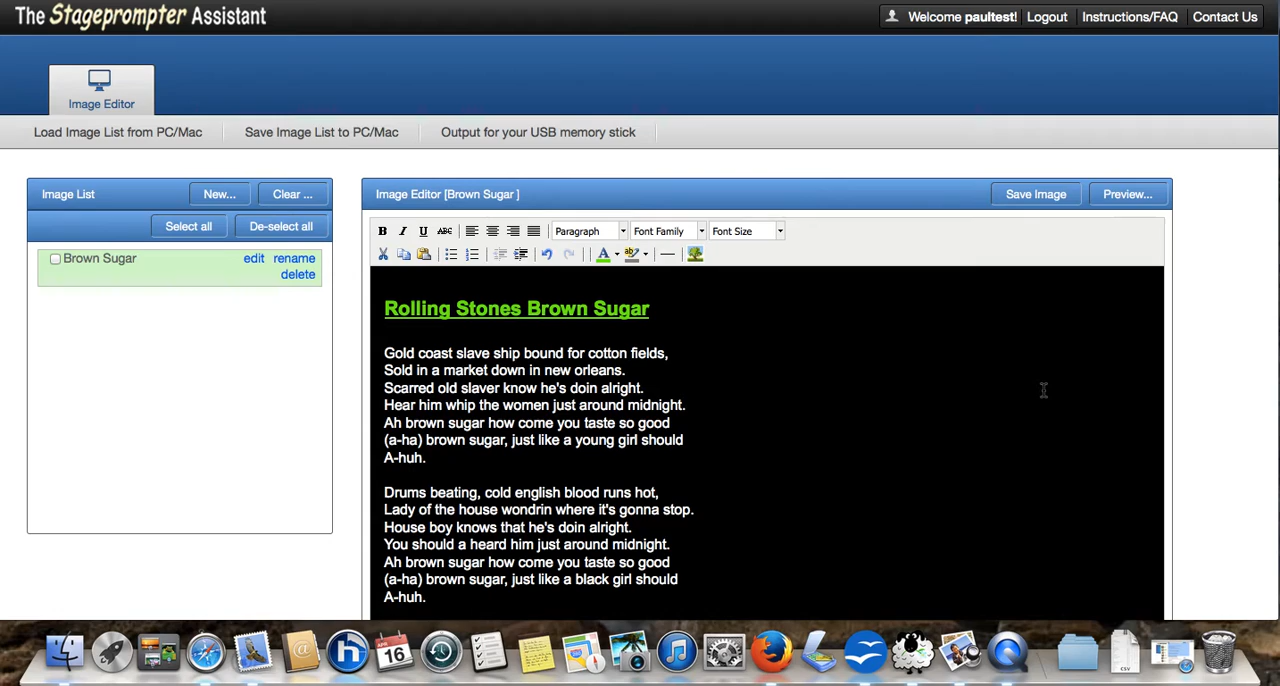 The Stageprompter Assistant
Welcome paultest! Logout Instructions/FAQ Contact Us
Image Editor
Load Image List from PC/Mac Save Image List to PC/Mac Output for your USB memory stick
Image List New... Clear ...
Select all De-select all
Brown Sugar edit rename
delete
Image Editor [Brown Sugar ] Save Image Preview...
B I U ABC Paragraph Font Family Font Size
A ab
Rolling Stones Brown Sugar
Gold coast slave ship bound for cotton fields,
Sold in a market down in new orleans.
Scarred old slaver know he's doin alright.
Hear him whip the women just around midnight.
Ah brown sugar how come you taste so good
(a-ha) brown sugar, just like a young girl should
A-huh.
Drums beating, cold english blood runs hot,
Lady of the house wondrin where it's gonna stop.
House boy knows that he's doin alright.
You should a heard him just around midnight.
Ah brown sugar how come you taste so good
(a-ha) brown sugar, just like a black girl should
A-huh.
@ h 16 CSV